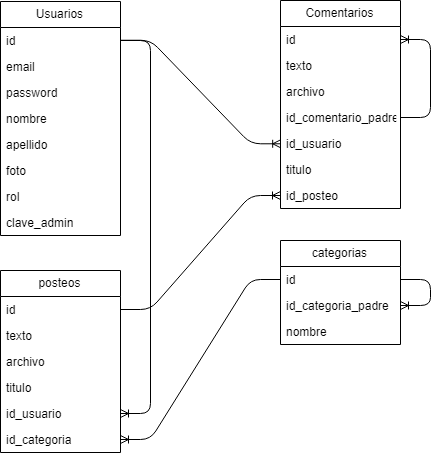 Usuarios
id
email
password
nombre
apellido
foto
rol
clave_admin
Comentarios
id
texto
archivo
id_comentario_padre
id_usuario
titulo
id_posteo
posteos
id
texto
archivo
titulo
id_usuario
id_categoria
categorias
id
id_categoria_padre
nombre